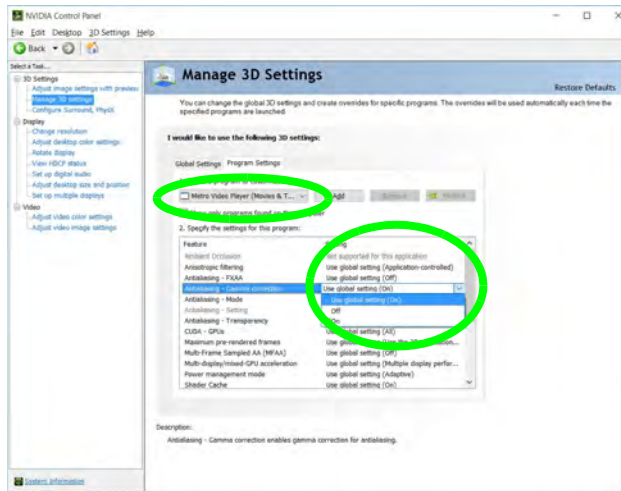 NVIDIA Control Panel
File Edit Desktop 3D Settings Help
Back
Select a Task...
3D Settings
Adjust image settings with preview
Manage 3D settings
Configure Surround, PhysX
Display
Change resolution
Adjust desktop color settings
Rotate display
View HDCP status
Set up digital audio
Adjust desktop size and position
Set up multiple displays
Video
Adjust video color settings
Adjust video image settings
System Information
Manage 3D Settings
Restore Defaults
You can change the global 3D settings and create overrides for specific programs. The overrides will be used automatically each time the
specified programs are launched.
I would like to use the following 3D settings:
Global Settings Program Settings
Metro Video Player (Movies & T... Add Remove
only programs found on
2. Specify the settings for this program:
Feature
Ambient Occlusion Not supported for this application
Anisotropic filtering Use global setting (Application-controlled)
Antialiasing - FXAA Use global setting (Off)
Antialiasing - Gamma correction Use global setting (On)
Use global setting (On)
Antialiasing - Mode Off
Antialiasing - Setting On
Antialiasing - Transparency
CUDA - GPUs Use global setting (All)
Maximum pre-rendered frames Use global setting
Multi-Frame Sampled AA (MFAA) Use global setting (Off)
Multi-display/mixed-GPU acceleration Use global setting (Multiple display perfor...
Power management mode Use global setting (Adaptive)
Shader Cache Use global setting (On)
Description:
Antialiasing - Gamma correction enables gamma correction for antialiasing.